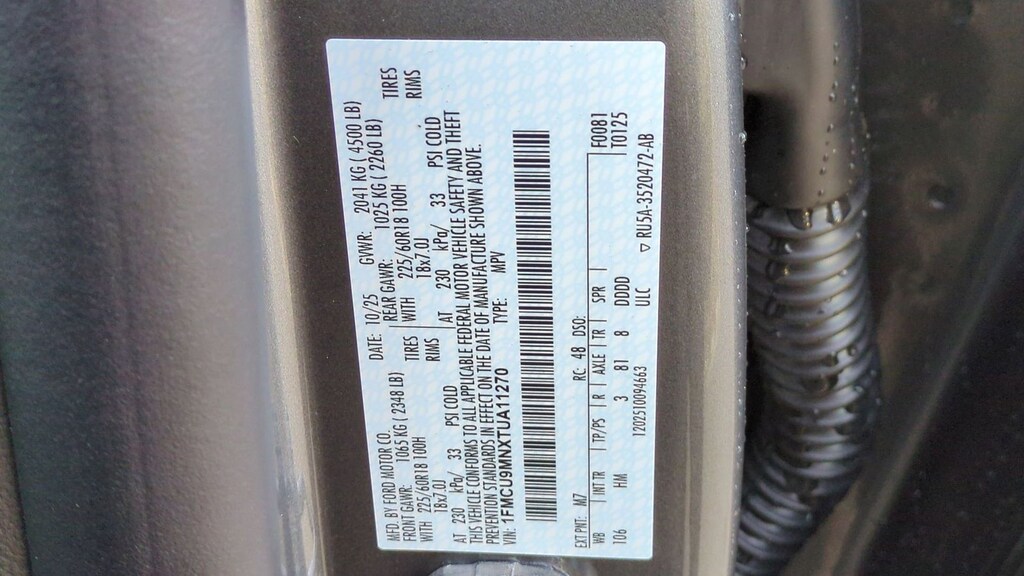 MFD. BY FORD MOTOR CO.
DATE: 10/25 GVWR: 2041 KG ( 4500 LB)
FRONT GAWR: 1065 KG ( 2348 LB) REAR GAWR: 1025 KG ( 2260 LB)
WITH 225/60R18 100H TIRES WITH 225/60R18 100H TIRES
18x7.0J RIMS 18x7.0J RIMS
AT 230 kPa/ 33 PSI COLD AT 230 kPa/ 33 PSI COLD
THIS VEHICLE CONFORMS TO ALL APPLICABLE FEDERAL MOTOR VEHICLE SAFETY AND THEFT
PREVENTION STANDARDS IN EFFECT ON THE DATE OF MANUFACTURE SHOWN ABOVE.
VIN: 1FMCU9MNXTUA11270 TYPE: MPV
EXT PNT: M7 RC: 48 DSO: F0081
WB INT TR TP/PS R AXLE TR SPR T0125
106 HM 3 81 8 DDDD
1202510094663 ULC ▽ RU5A-3520472-AB